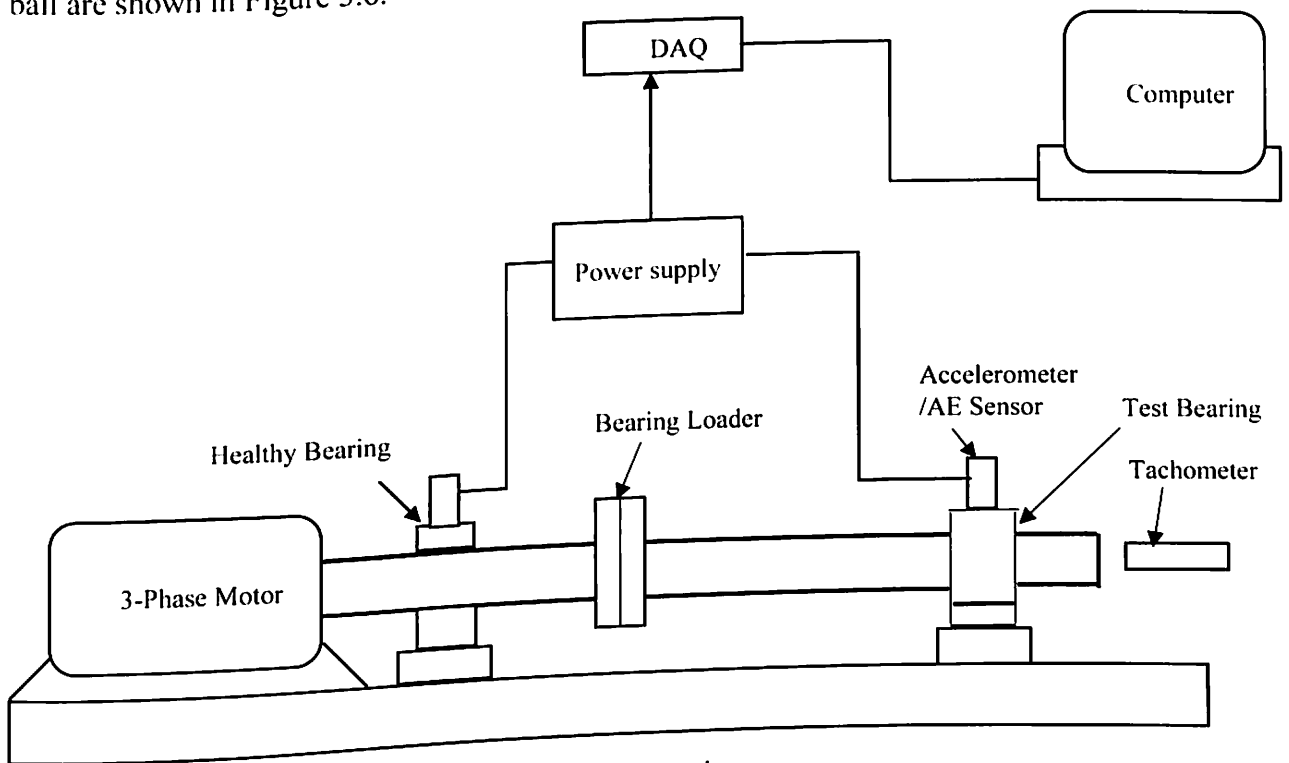 ball are shown in Figure 3.6.
DAQ
Computer
Power supply
Accelerometer
/AE Sensor
Test Bearing
Bearing Loader
Healthy Bearing
Tachometer
3-Phase Motor